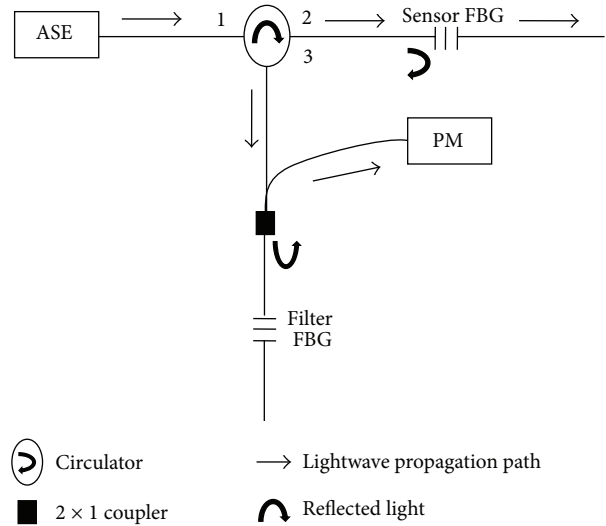 ASE
1
2
3
Sensor FBG
PM
Filter
FBG
Circulator
Lightwave propagation path
2 × 1 coupler
Reflected light